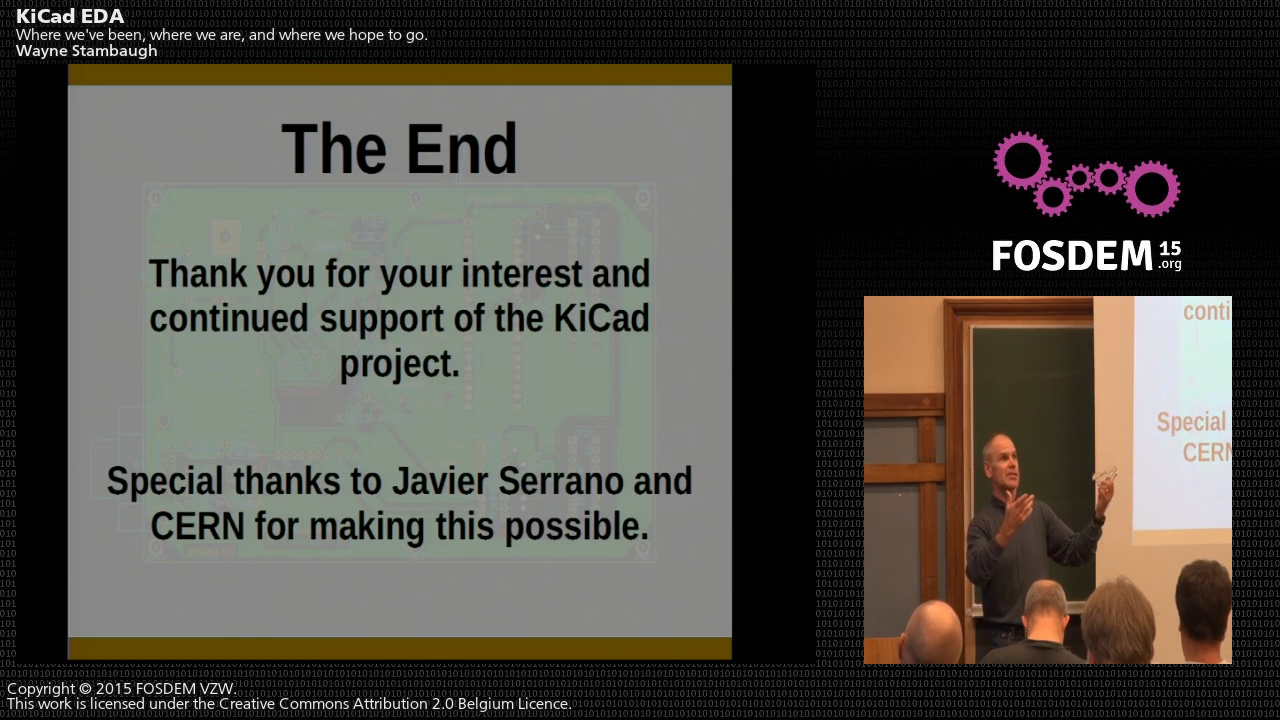 KiCad EDA
Where we've been, where we are, and where we hope to go.
Wayne Stambaugh
The End
Thank you for your interest and
continued support of the KiCad
project.
Special thanks to Javier Serrano and
CERN for making this possible.
FOSDEM 15
.org
conti
Special
CERN
Copyright © 2015 FOSDEM VZW.
This work is licensed under the Creative Commons Attribution 2.0 Belgium Licence.